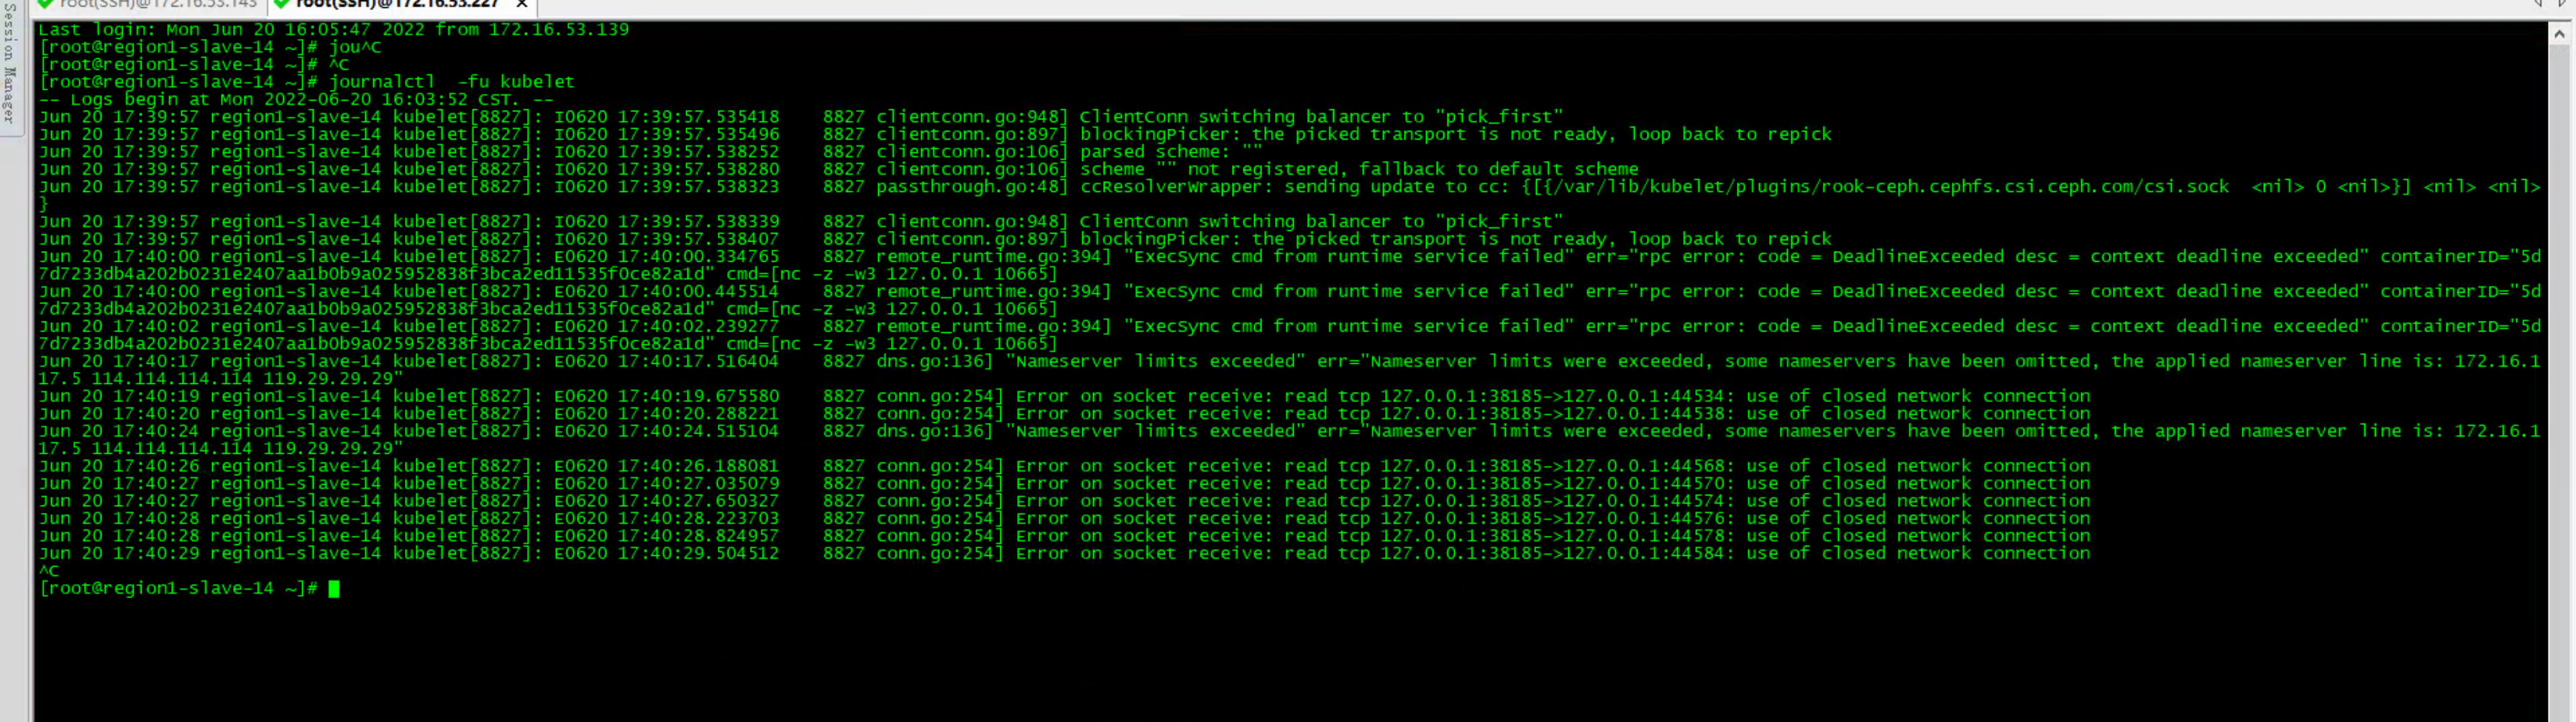 Session Manager
root(SSH)@172.16.53.143
root(SSH)@172.16.53.227
Last login: Mon Jun 20 16:05:47 2022 from 172.16.53.139
[root@region1-slave-14 ~]# jou^C
[root@region1-slave-14 ~]# ^C
[root@region1-slave-14 ~]# journalctl  -fu kubelet
-- Logs begin at Mon 2022-06-20 16:03:52 CST. --
Jun 20 17:39:57 region1-slave-14 kubelet[8827]: I0620 17:39:57.535418    8827 clientconn.go:948] ClientConn switching balancer to "pick_first"
Jun 20 17:39:57 region1-slave-14 kubelet[8827]: I0620 17:39:57.535496    8827 clientconn.go:897] blockingPicker: the picked transport is not ready, loop back to repick
Jun 20 17:39:57 region1-slave-14 kubelet[8827]: I0620 17:39:57.538252    8827 clientconn.go:106] parsed scheme: ""
Jun 20 17:39:57 region1-slave-14 kubelet[8827]: I0620 17:39:57.538280    8827 clientconn.go:106] scheme "" not registered, fallback to default scheme
Jun 20 17:39:57 region1-slave-14 kubelet[8827]: I0620 17:39:57.538323    8827 passthrough.go:48] ccResolverWrapper: sending update to cc: {[{/var/lib/kubelet/plugins/rook-ceph.cephfs.csi.ceph.com/csi.sock  <nil> 0 <nil>}] <nil> <nil>
}
Jun 20 17:39:57 region1-slave-14 kubelet[8827]: I0620 17:39:57.538339    8827 clientconn.go:948] ClientConn switching balancer to "pick_first"
Jun 20 17:39:57 region1-slave-14 kubelet[8827]: I0620 17:39:57.538407    8827 clientconn.go:897] blockingPicker: the picked transport is not ready, loop back to repick
Jun 20 17:40:00 region1-slave-14 kubelet[8827]: E0620 17:40:00.334765    8827 remote_runtime.go:394] "ExecSync cmd from runtime service failed" err="rpc error: code = DeadlineExceeded desc = context deadline exceeded" containerID="5d
7d7233db4a202b0231e2407aa1b0b9a025952838f3bca2ed11535f0ce82a1d" cmd=[nc -z -w3 127.0.0.1 10665]
Jun 20 17:40:00 region1-slave-14 kubelet[8827]: E0620 17:40:00.445514    8827 remote_runtime.go:394] "ExecSync cmd from runtime service failed" err="rpc error: code = DeadlineExceeded desc = context deadline exceeded" containerID="5d
7d7233db4a202b0231e2407aa1b0b9a025952838f3bca2ed11535f0ce82a1d" cmd=[nc -z -w3 127.0.0.1 10665]
Jun 20 17:40:02 region1-slave-14 kubelet[8827]: E0620 17:40:02.239277    8827 remote_runtime.go:394] "ExecSync cmd from runtime service failed" err="rpc error: code = DeadlineExceeded desc = context deadline exceeded" containerID="5d
7d7233db4a202b0231e2407aa1b0b9a025952838f3bca2ed11535f0ce82a1d" cmd=[nc -z -w3 127.0.0.1 10665]
Jun 20 17:40:17 region1-slave-14 kubelet[8827]: E0620 17:40:17.516404    8827 dns.go:136] "Nameserver limits exceeded" err="Nameserver limits were exceeded, some nameservers have been omitted, the applied nameserver line is: 172.16.1
17.5 114.114.114.114 119.29.29.29"
Jun 20 17:40:19 region1-slave-14 kubelet[8827]: E0620 17:40:19.675580    8827 conn.go:254] Error on socket receive: read tcp 127.0.0.1:38185->127.0.0.1:44534: use of closed network connection
Jun 20 17:40:20 region1-slave-14 kubelet[8827]: E0620 17:40:20.288221    8827 conn.go:254] Error on socket receive: read tcp 127.0.0.1:38185->127.0.0.1:44538: use of closed network connection
Jun 20 17:40:24 region1-slave-14 kubelet[8827]: E0620 17:40:24.515104    8827 dns.go:136] "Nameserver limits exceeded" err="Nameserver limits were exceeded, some nameservers have been omitted, the applied nameserver line is: 172.16.1
17.5 114.114.114.114 119.29.29.29"
Jun 20 17:40:26 region1-slave-14 kubelet[8827]: E0620 17:40:26.188081    8827 conn.go:254] Error on socket receive: read tcp 127.0.0.1:38185->127.0.0.1:44568: use of closed network connection
Jun 20 17:40:27 region1-slave-14 kubelet[8827]: E0620 17:40:27.035079    8827 conn.go:254] Error on socket receive: read tcp 127.0.0.1:38185->127.0.0.1:44570: use of closed network connection
Jun 20 17:40:27 region1-slave-14 kubelet[8827]: E0620 17:40:27.650327    8827 conn.go:254] Error on socket receive: read tcp 127.0.0.1:38185->127.0.0.1:44574: use of closed network connection
Jun 20 17:40:28 region1-slave-14 kubelet[8827]: E0620 17:40:28.223703    8827 conn.go:254] Error on socket receive: read tcp 127.0.0.1:38185->127.0.0.1:44576: use of closed network connection
Jun 20 17:40:28 region1-slave-14 kubelet[8827]: E0620 17:40:28.824957    8827 conn.go:254] Error on socket receive: read tcp 127.0.0.1:38185->127.0.0.1:44578: use of closed network connection
Jun 20 17:40:29 region1-slave-14 kubelet[8827]: E0620 17:40:29.504512    8827 conn.go:254] Error on socket receive: read tcp 127.0.0.1:38185->127.0.0.1:44584: use of closed network connection
^C
[root@region1-slave-14 ~]#